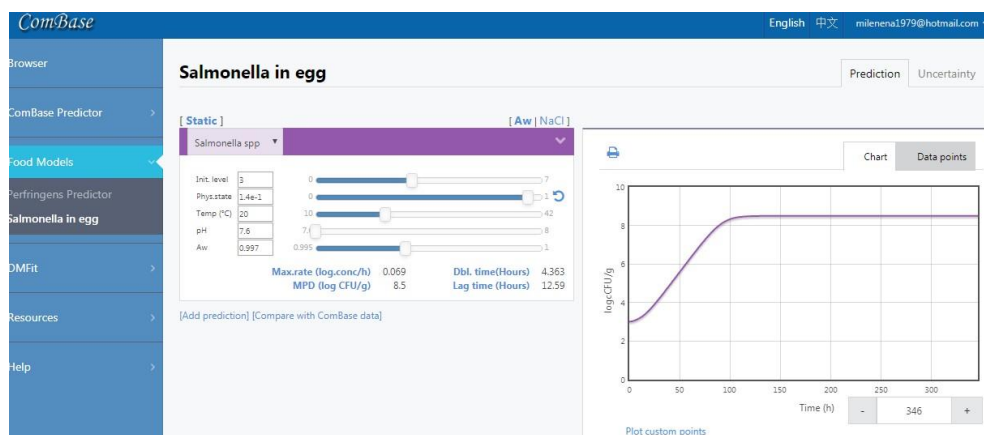 ComBase
English 中文 milenena1979@hotmail.com
Browser
ComBase Predictor
Food Models
Perfringens Predictor
Salmonella in egg
DMFit
Resources
Help
Salmonella in egg
Prediction Uncertainty
[ Static ] [ Aw | NaCl ]
Salmonella spp
Init. level 3 0 7
Phys.state 1.4e-1 0 1
Temp (°C) 20 10 42
pH 7.6 8
Aw 0.997 0.995 1
Max.rate (log.conc/h) 0.069 Dbl. time(Hours) 4.363
MPD (log CFU/g) 8.5 Lag time (Hours) 12.59
[Add prediction] [Compare with ComBase data]
Chart Data points
10
8
6
4
2
0
logcCFU/g
0 50 100 150 200 250 300
Time (h) - 346 +
Plot custom points